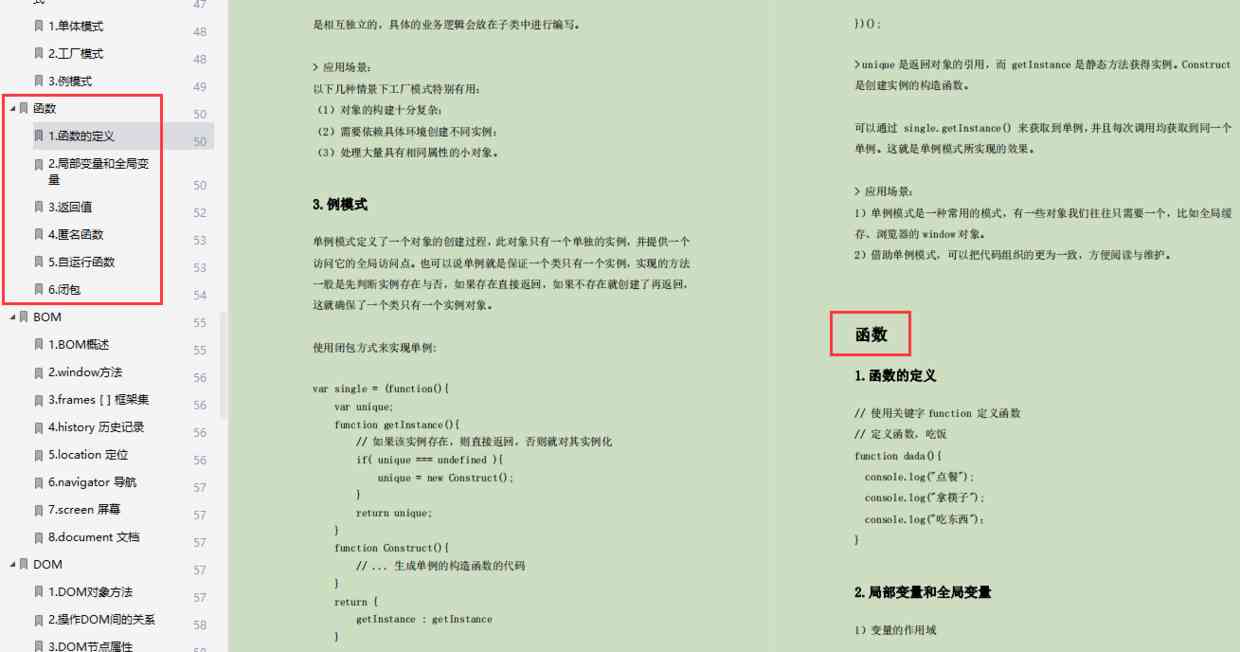 式
47
1.单体模式
48
2.工厂模式
48
3.例模式
49
函数
50
1.函数的定义
50
2.局部变量和全局变
量
50
3.返回值
52
4.匿名函数
53
5.自运行函数
53
6.闭包
54
BOM
55
1.BOM概述
55
2.window方法
56
3.frames [ ] 框架集
56
4.history 历史记录
56
5.location 定位
56
6.navigator 导航
57
7.screen 屏幕
57
8.document 文档
57
DOM
57
1.DOM对象方法
57
2.操作DOM间的关系
58
3.DOM节点属性
是相互独立的，具体的业务逻辑会放在子类中进行编写。
> 应用场景：
以下几种情景下工厂模式特别有用：
（1）对象的构建十分复杂；
（2）需要依赖具体环境创建不同实例；
（3）处理大量具有相同属性的小对象。
3.例模式
单例模式定义了一个对象的创建过程，此对象只有一个单独的实例，并提供一个
访问它的全局访问点。也可以说单例就是保证一个类只有一个实例，实现的方法
一般是先判断实例存在与否，如果存在直接返回，如果不存在就创建了再返回，
这就确保了一个类只有一个实例对象。
使用闭包方式来实现单例：
var single = (function(){
var unique;
function getInstance(){
// 如果该实例存在，则直接返回，否则就对其实例化
if( unique === undefined ){
unique = new Construct();
}
return unique;
}
function Construct(){
// ... 生成单例的构造函数的代码
}
return {
getInstance : getInstance
}
})();
>unique 是返回对象的引用，而 getInstance 是静态方法获得实例。Construct
是创建实例的构造函数。
可以通过 single.getInstance() 来获取到单例，并且每次调用均获取到同一个
单例。这就是单例模式所实现的效果。
> 应用场景：
1）单例模式是一种常用的模式，有一些对象我们往往只需要一个，比如全局缓
存、浏览器的 window 对象。
2）借助单例模式，可以把代码组织的更为一致，方便阅读与维护。
函数
1.函数的定义
// 使用关键字 function 定义函数
// 定义函数，吃饭
function dada(){
console.log("点餐");
console.log("拿筷子");
console.log("吃东西");
}
2.局部变量和全局变量
1）变量的作用域